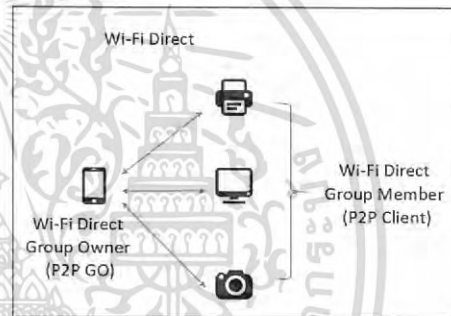 Wi-Fi Direct
Wi-Fi Direct
Group Owner
(P2P GO)
Wi-Fi Direct
Group Member
(P2P Client)